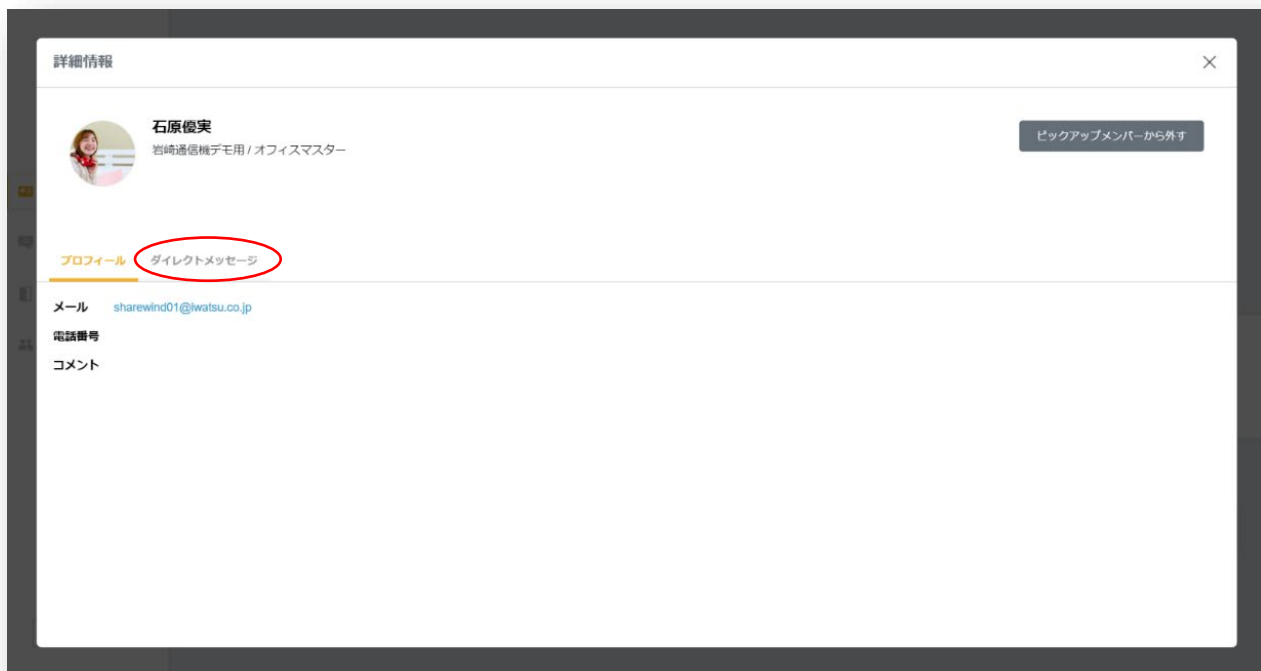 詳細情報
石原優実
岩崎通信機デモ用 / オフィスマスター
ピックアップメンバーから外す
プロフィール ダイレクトメッセージ
メール sharewind01@iwatsu.co.jp
電話番号
コメント